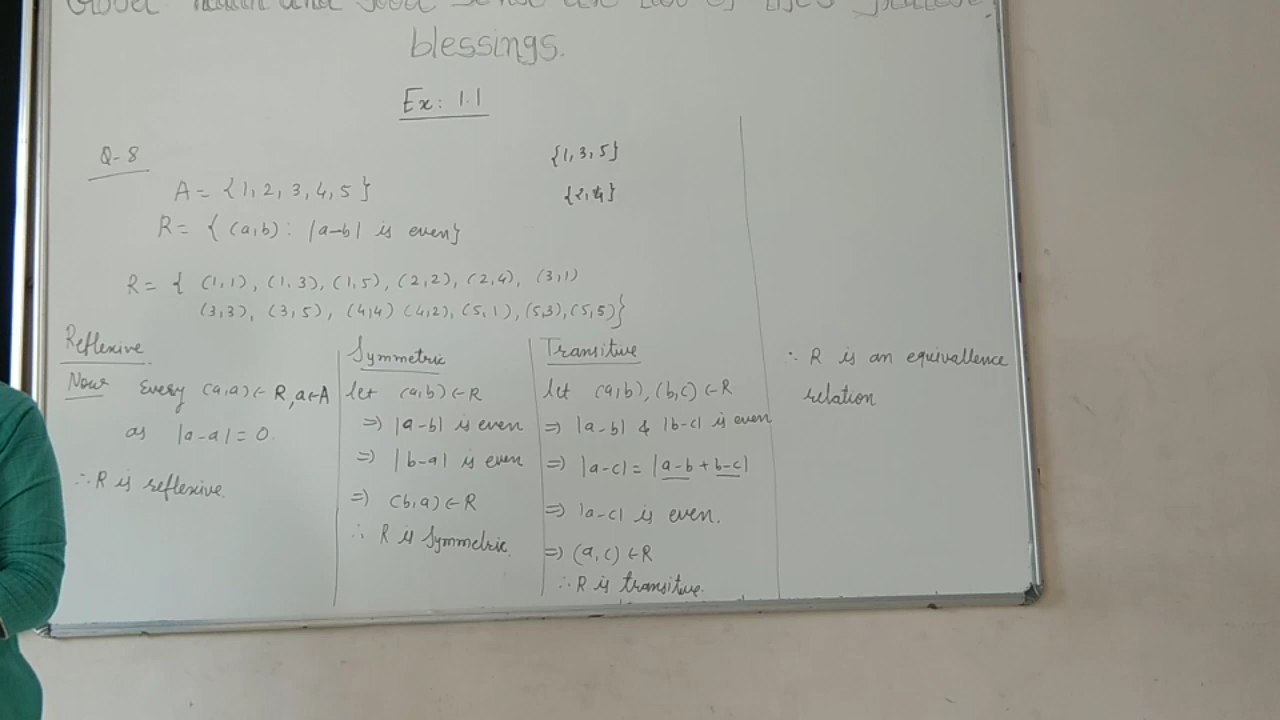 blessings.
Ex: 1.1
Q-8
{1, 3, 5}
A = {1, 2, 3, 4, 5}
{2, 4}
R = { (a,b) : |a-b| is even}
R = { (1,1), (1,3), (1,5), (2,2), (2,4), (3,1)
(3,3), (3,5), (4,4) (4,2), (5,1), (5,3), (5,5)}
Reflexive
Now Every (a,a) ∈ R, a∈A
as |a-a| = 0.
∴ R is reflexive.
Symmetric
let (a,b) ∈ R
⇒ |a-b| is even
⇒ |b-a| is even
⇒ (b,a) ∈ R
∴ R is Symmetric.
Transitive
let (a,b), (b,c) ∈ R
⇒ |a-b| & |b-c| is even
⇒ |a-c| = |a-b + b-c|
⇒ |a-c| is even.
⇒ (a,c) ∈ R
∴ R is transitive.
∴ R is an equivallence
relation